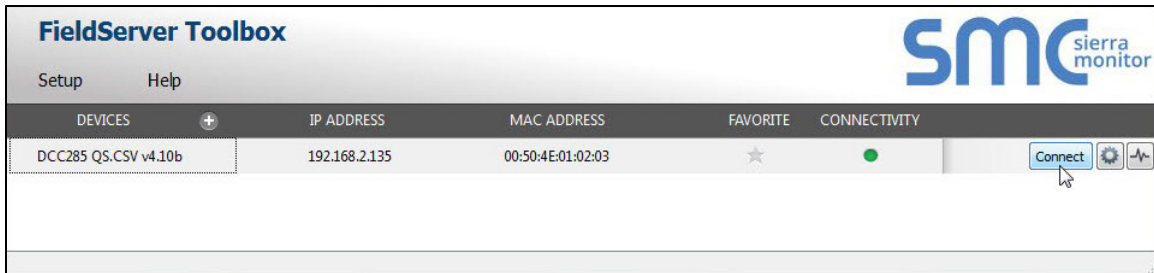 FieldServer Toolbox
SMC sierra monitor
Setup Help
DEVICES IP ADDRESS MAC ADDRESS FAVORITE CONNECTIVITY
DCC285 QS.CSV v4.10b 192.168.2.135 00:50:4E:01:02:03 Connect